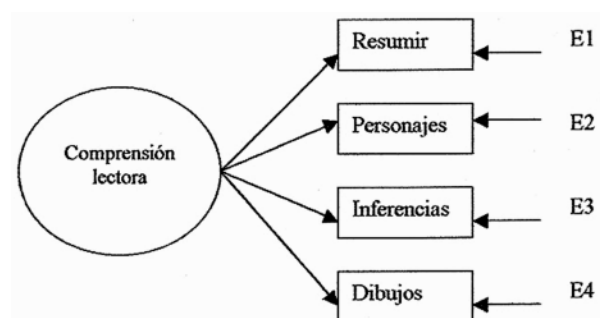 Resumir
E1
Personajes
E2
Comprensión
lectora
Inferencias
E3
Dibujos
E4